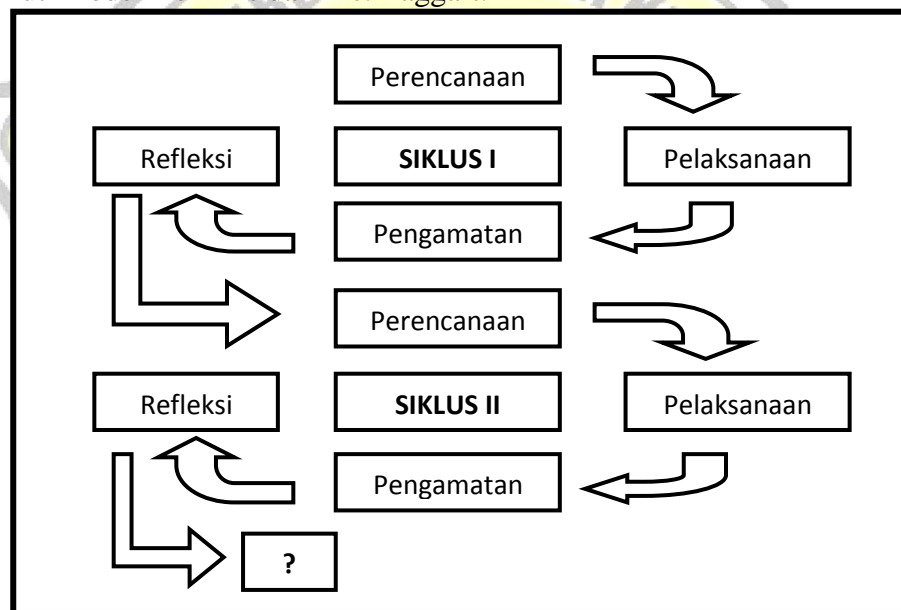 Perencanaan
Refleksi
SIKLUS I
Pelaksanaan
Pengamatan
Perencanaan
Refleksi
SIKLUS II
Pelaksanaan
Pengamatan
?